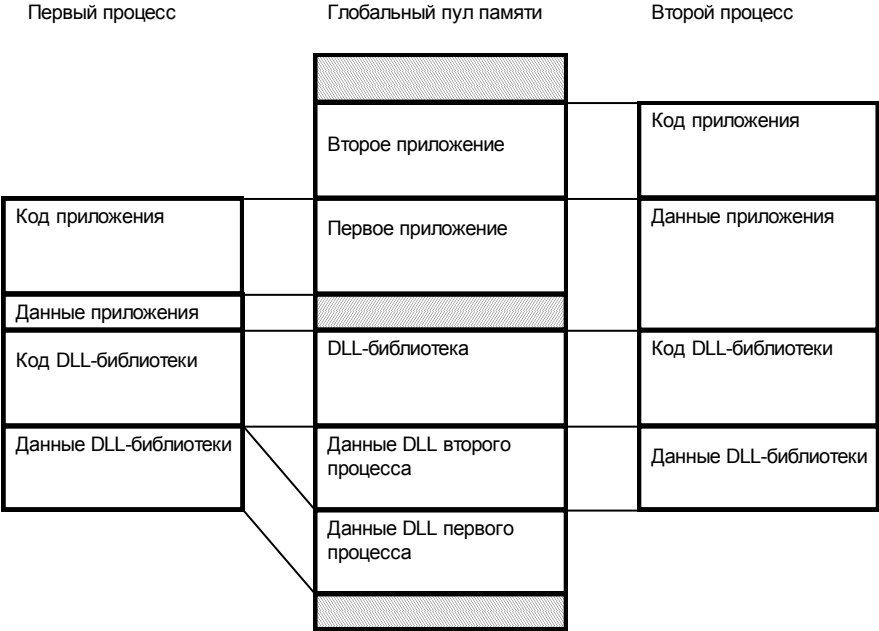 Первый процесс
Глобальный пул памяти
Второй процесс
Код приложения
Данные приложения
Код DLL-библиотеки
Данные DLL-библиотеки
Второе приложение
Первое приложение
DLL-библиотека
Данные DLL второго
процесса
Данные DLL первого
процесса
Код приложения
Данные приложения
Код DLL-библиотеки
Данные DLL-библиотеки